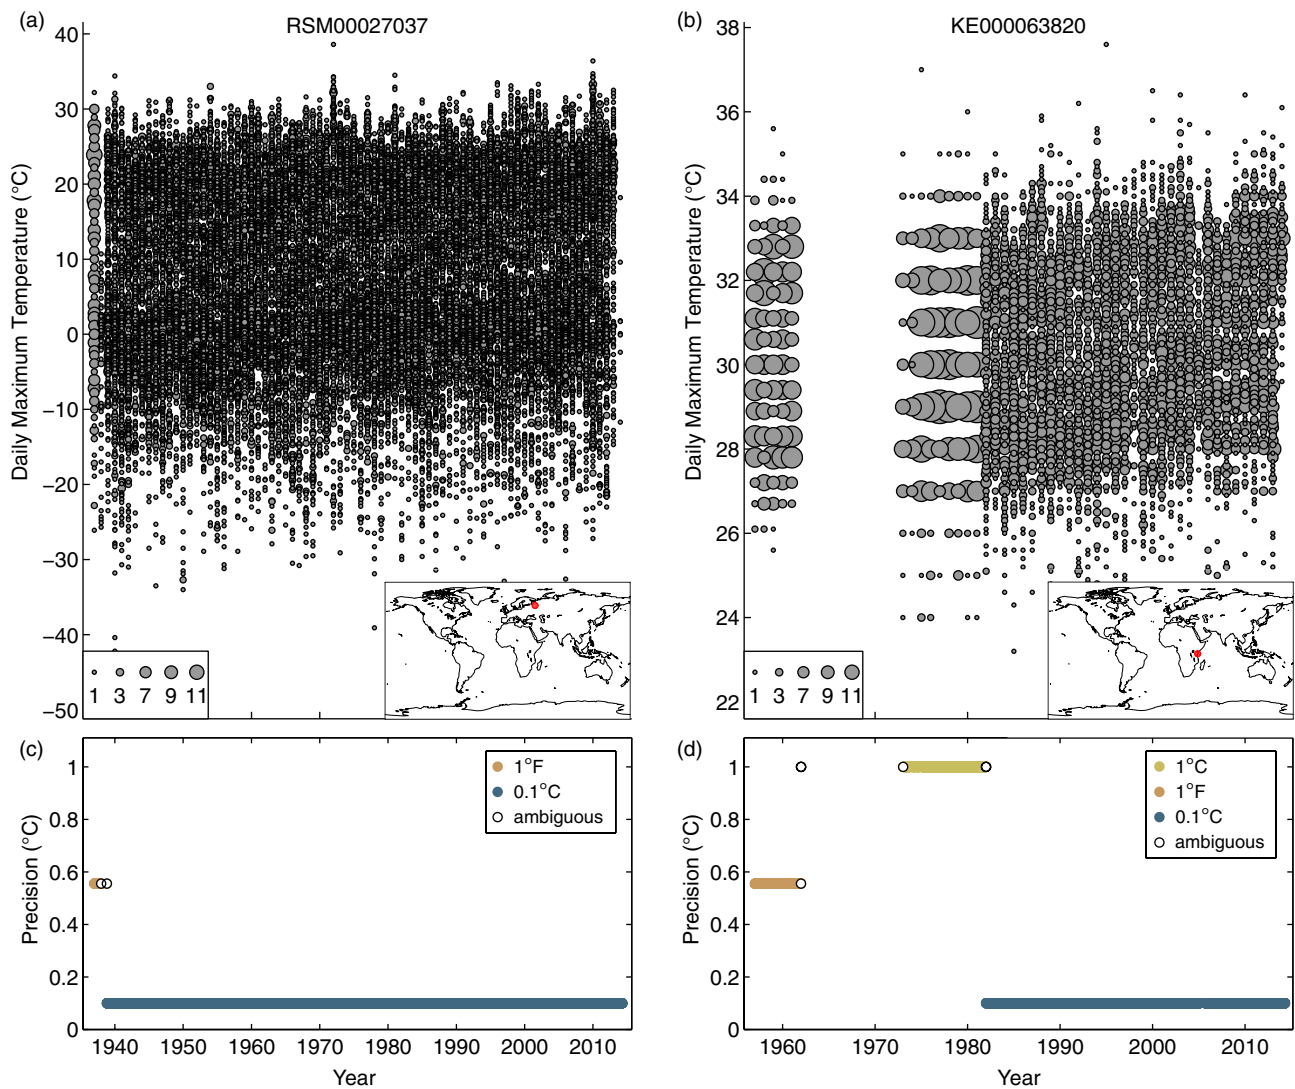 (a) RSM00027037
Daily Maximum Temperature (°C)
40
30
20
10
0
−10
−20
−30
−40
−50
1 3 7 9 11
(b) KE000063820
Daily Maximum Temperature (°C)
38
36
34
32
30
28
26
24
22
1 3 7 9 11
(c)
Precision (°C)
1
0.8
0.6
0.4
0.2
0
1°F
0.1°C
ambiguous
1940 1950 1960 1970 1980 1990 2000 2010
Year
(d)
Precision (°C)
1
0.8
0.6
0.4
0.2
0
1°C
1°F
0.1°C
ambiguous
1960 1970 1980 1990 2000 2010
Year